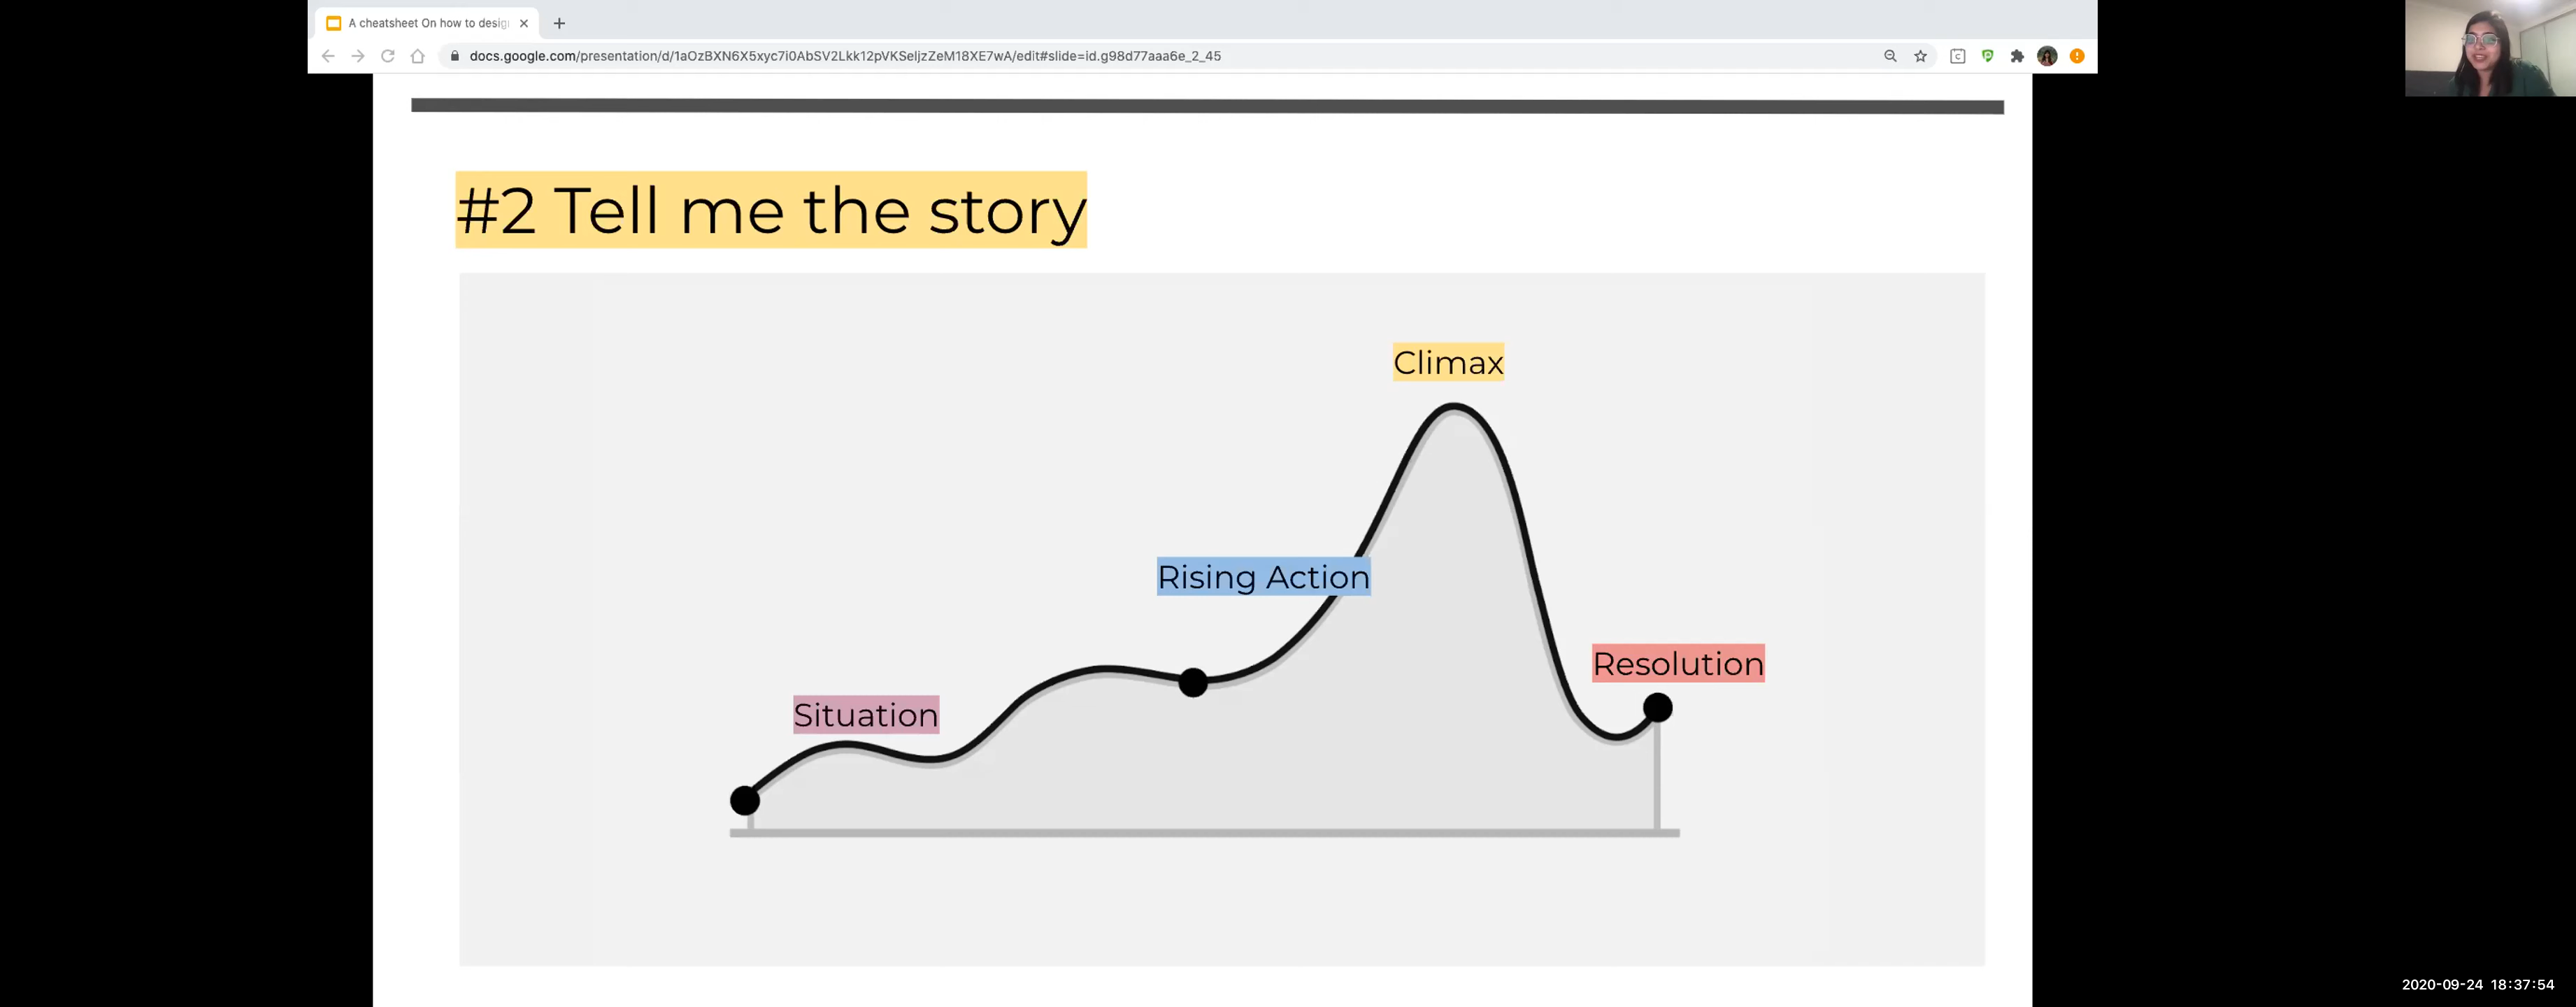 A cheatsheet On how to desig
docs.google.com/presentation/d/1aOzBXN6X5xyc7i0AbSV2Lkk12pVKSeljzZeM18XE7wA/edit#slide=id.g98d77aaa6e_2_45
#2 Tell me the story
Climax
Rising Action
Resolution
Situation
2020-09-24 18:37:54